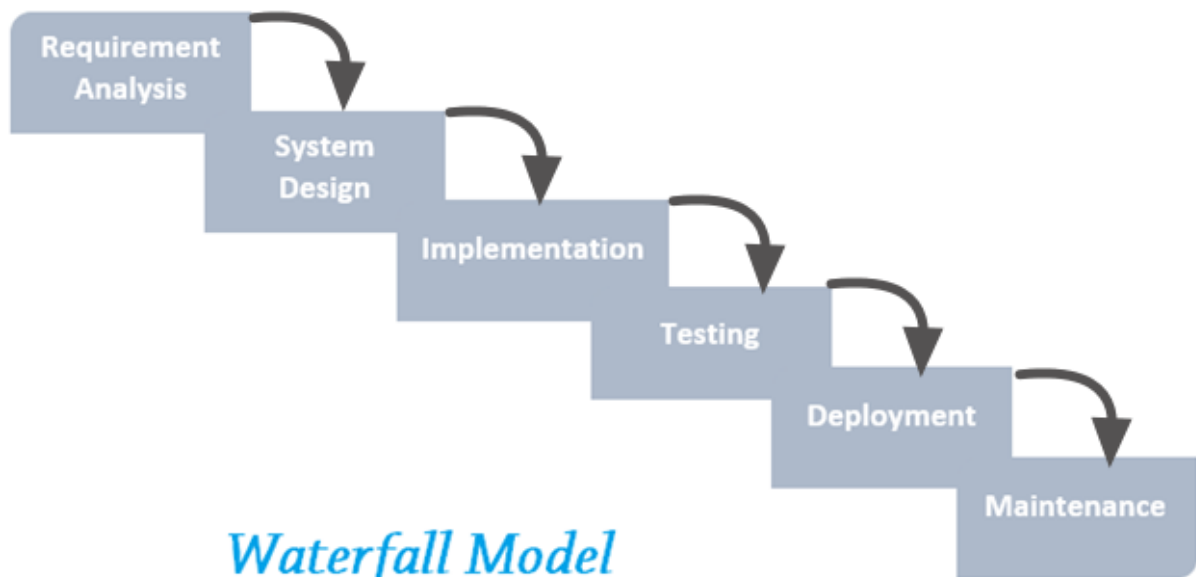 Requirement
Analysis
System
Design
Implementation
Testing
Deployment
Maintenance
Waterfall Model